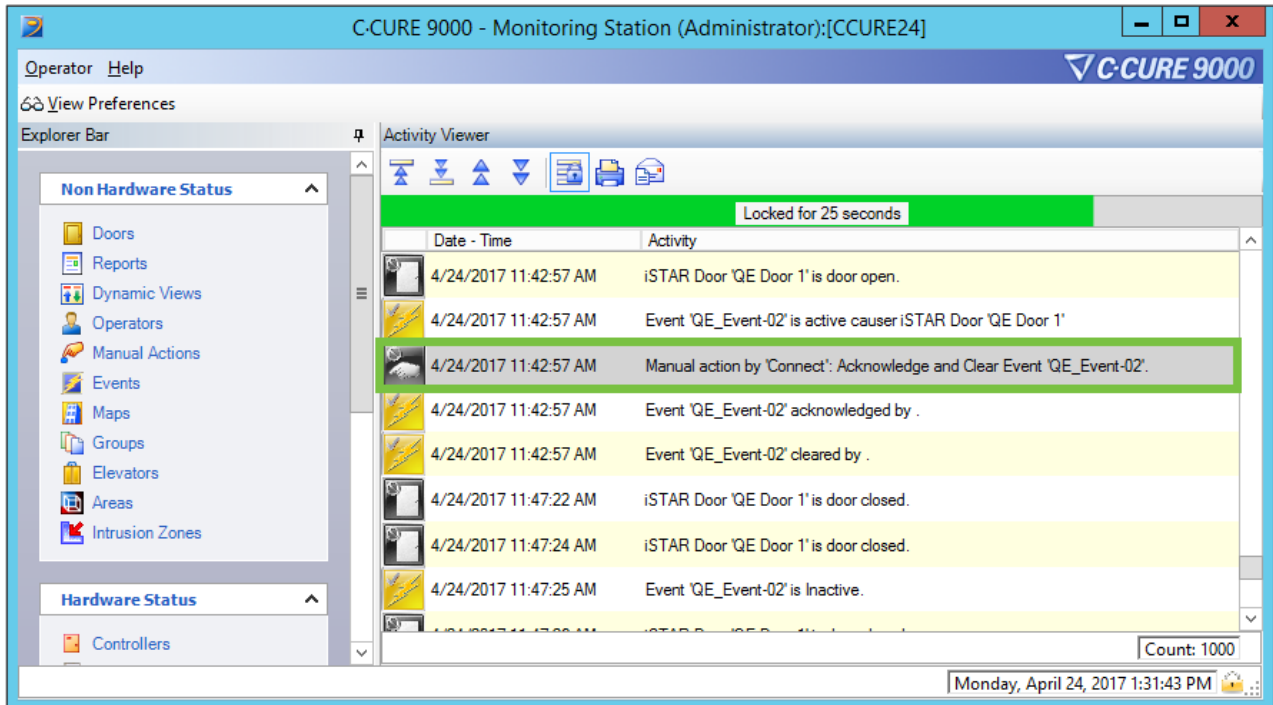 C·CURE 9000 - Monitoring Station (Administrator):[CCURE24]
Operator Help
C·CURE 9000
View Preferences
Explorer Bar
Activity Viewer
Non Hardware Status
Doors
Reports
Dynamic Views
Operators
Manual Actions
Events
Maps
Groups
Elevators
Areas
Intrusion Zones
Hardware Status
Controllers
Locked for 25 seconds
Date - Time Activity
4/24/2017 11:42:57 AM iSTAR Door 'QE Door 1' is door open.
4/24/2017 11:42:57 AM Event 'QE_Event-02' is active causer iSTAR Door 'QE Door 1'
4/24/2017 11:42:57 AM Manual action by 'Connect': Acknowledge and Clear Event 'QE_Event-02'.
4/24/2017 11:42:57 AM Event 'QE_Event-02' acknowledged by .
4/24/2017 11:42:57 AM Event 'QE_Event-02' cleared by .
4/24/2017 11:47:22 AM iSTAR Door 'QE Door 1' is door closed.
4/24/2017 11:47:24 AM iSTAR Door 'QE Door 1' is door closed.
4/24/2017 11:47:25 AM Event 'QE_Event-02' is Inactive.
Count: 1000
Monday, April 24, 2017 1:31:43 PM